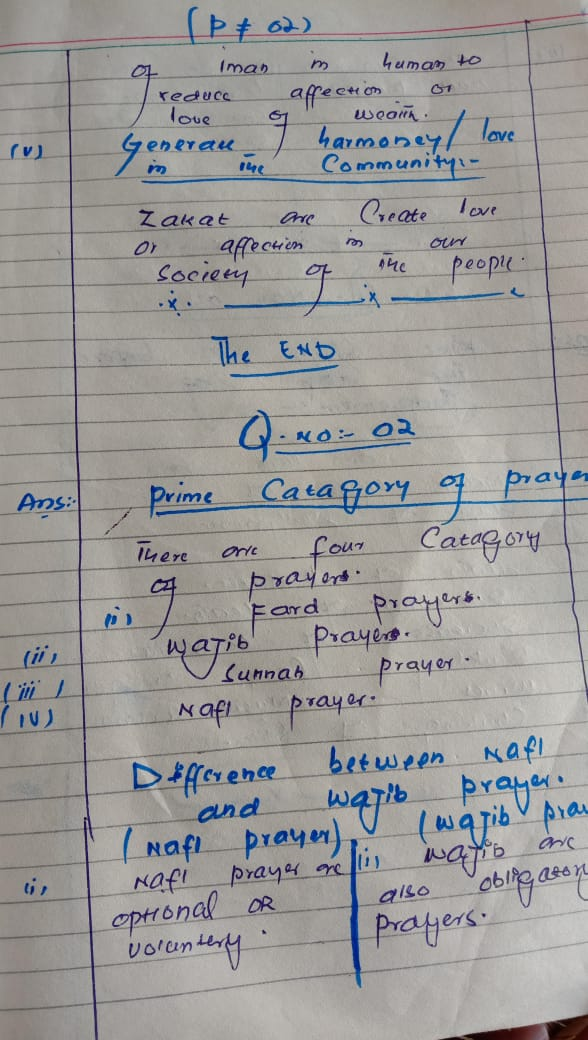 (P # 02)
of iman in human to
reduce affection or
love of wealth.
(v) Generate harmoney/ love
in the Community:-
Zakat are Create love
or affection in our
society of the people.
The END
Q.No:- 02
Ans:- Prime Catagory of prayer
There are four Catagory
of prayers.
(i) Fard prayers.
(ii) Wajib Prayers.
(iii) Sunnah prayer.
(iv) Nafl prayer.
Difference between Nafl
and wajib prayer.
(Nafl prayer) (wajib pra
(i) Nafl prayer are (i) wajib are
optional OR also obligatory
voluntery. prayers.